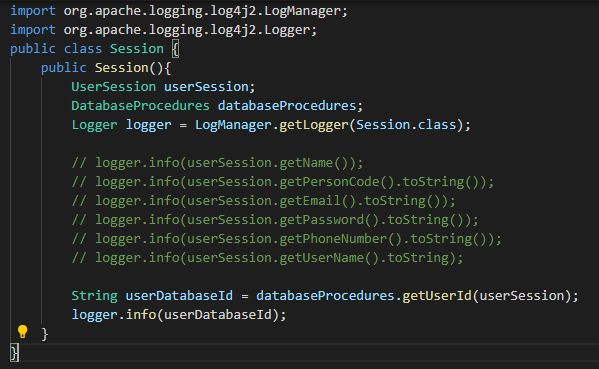 import org.apache.logging.log4j2.LogManager;
import org.apache.logging.log4j2.Logger;
public class Session {
    public Session(){
        UserSession userSession;
        DatabaseProcedures databaseProcedures;
        Logger logger = LogManager.getLogger(Session.class);

        // logger.info(userSession.getName());
        // logger.info(userSession.getPersonCode().toString());
        // logger.info(userSession.getEmail().toString());
        // logger.info(userSession.getPassword().toString());
        // logger.info(userSession.getPhoneNumber().toString());
        // logger.info(userSession.getUserName().toString);

        String userDatabaseId = databaseProcedures.getUserId(userSession);
        logger.info(userDatabaseId);
    }
}